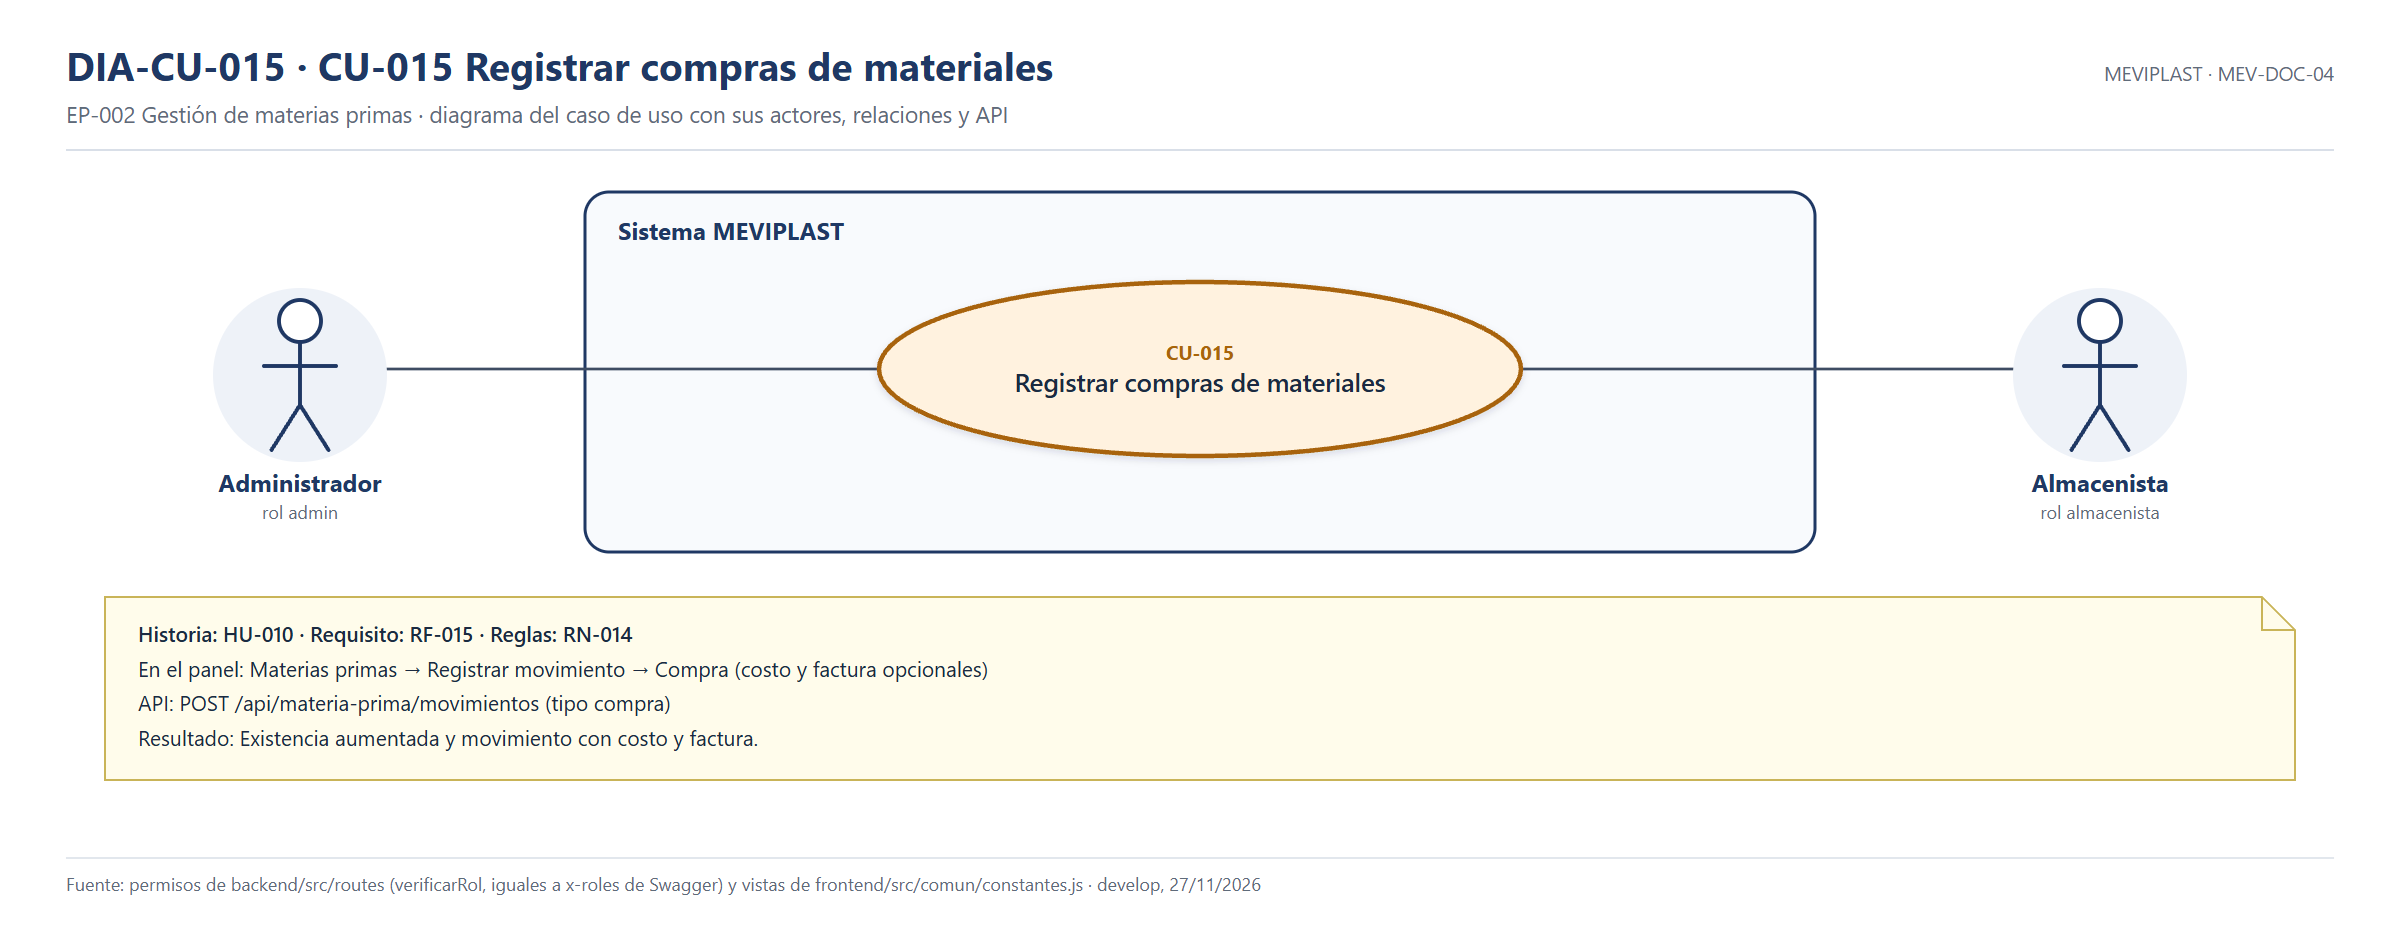 DIA-CU-015 · CU-015 Registrar compras de materiales
MEVIPLAST · MEV-DOC-04
EP-002 Gestión de materias primas · diagrama del caso de uso con sus actores, relaciones y API
Sistema MEVIPLAST
CU-015
Registrar compras de materiales
Administrador
rol admin
Almacenista
rol almacenista
Historia: HU-010 · Requisito: RF-015 · Reglas: RN-014
En el panel: Materias primas → Registrar movimiento → Compra (costo y factura opcionales)
API: POST /api/materia-prima/movimientos (tipo compra)
Resultado: Existencia aumentada y movimiento con costo y factura.
Fuente: permisos de backend/src/routes (verificarRol, iguales a x-roles de Swagger) y vistas de frontend/src/comun/constantes.js · develop, 27/11/2026